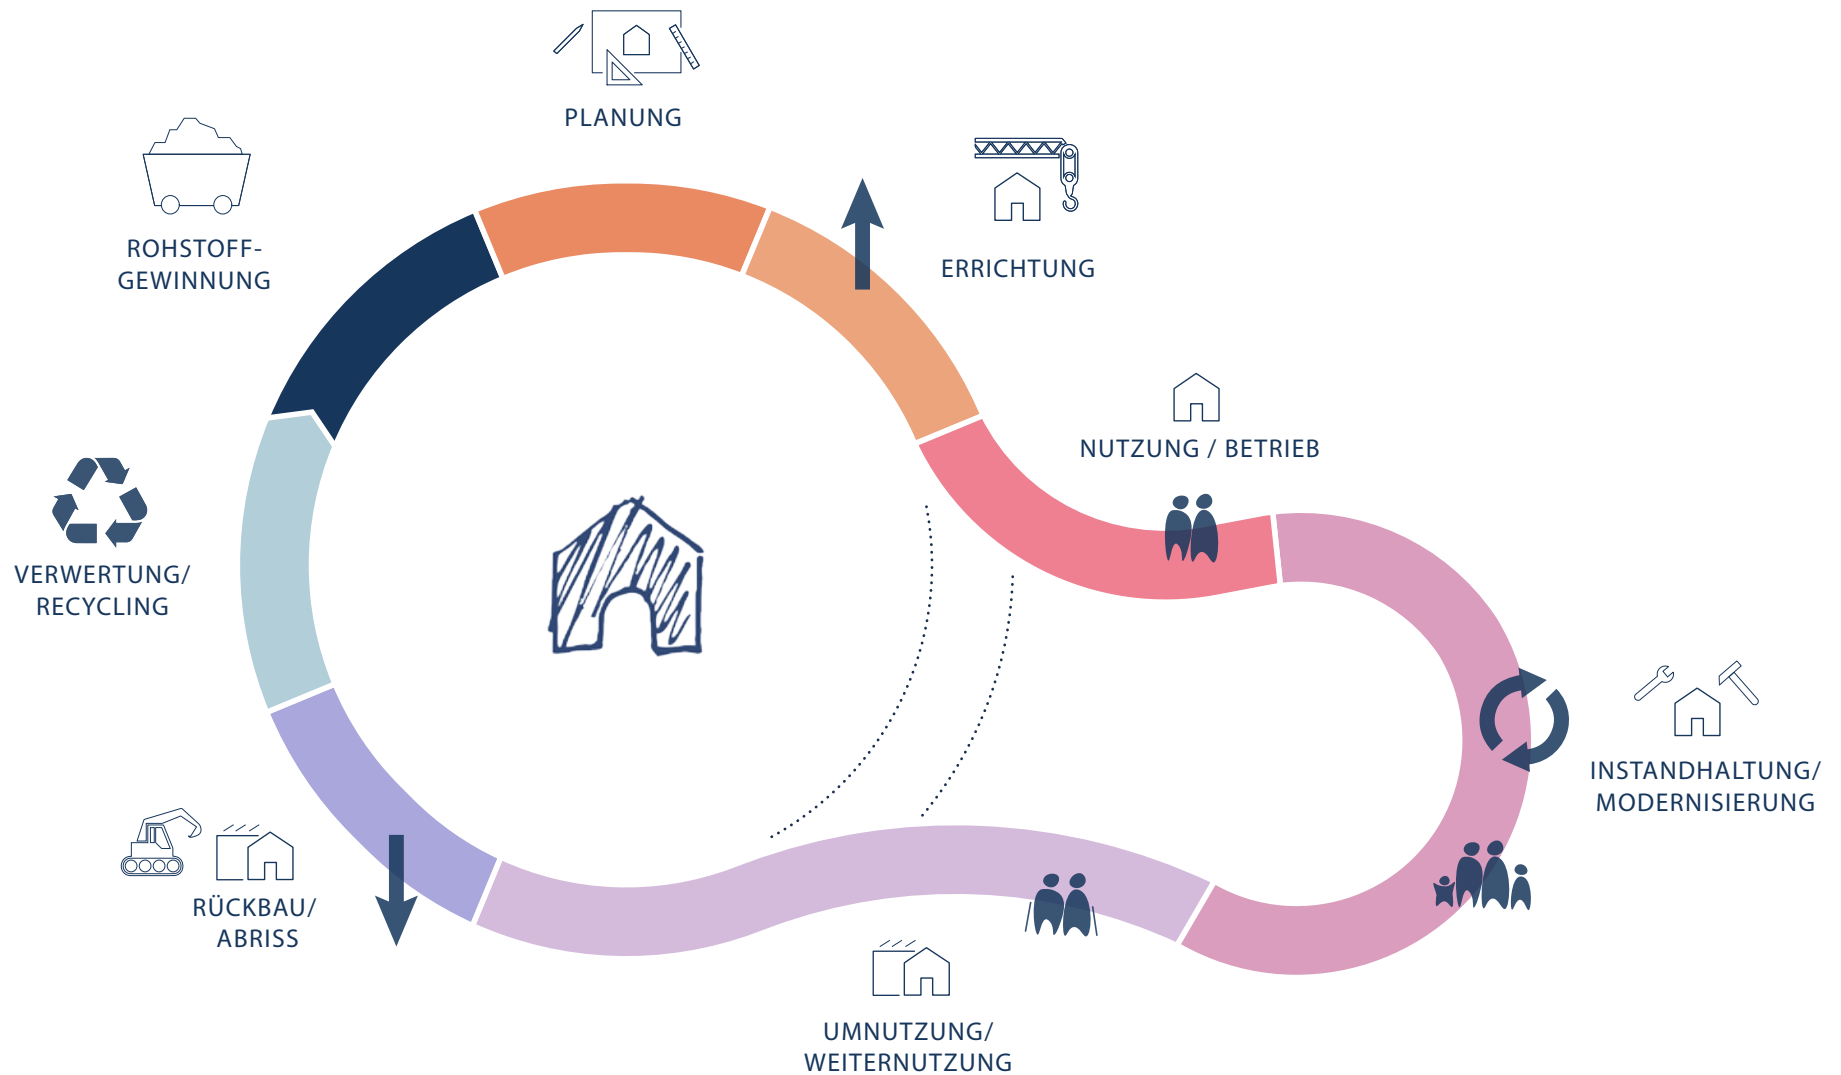 PLANUNG
ROHSTOFF-
GEWINNUNG
ERRICHTUNG
NUTZUNG / BETRIEB
VERWERTUNG/
RECYCLING
INSTANDHALTUNG/
MODERNISIERUNG
RÜCKBAU/
ABRISS
UMNUTZUNG/
WEITERNUTZUNG